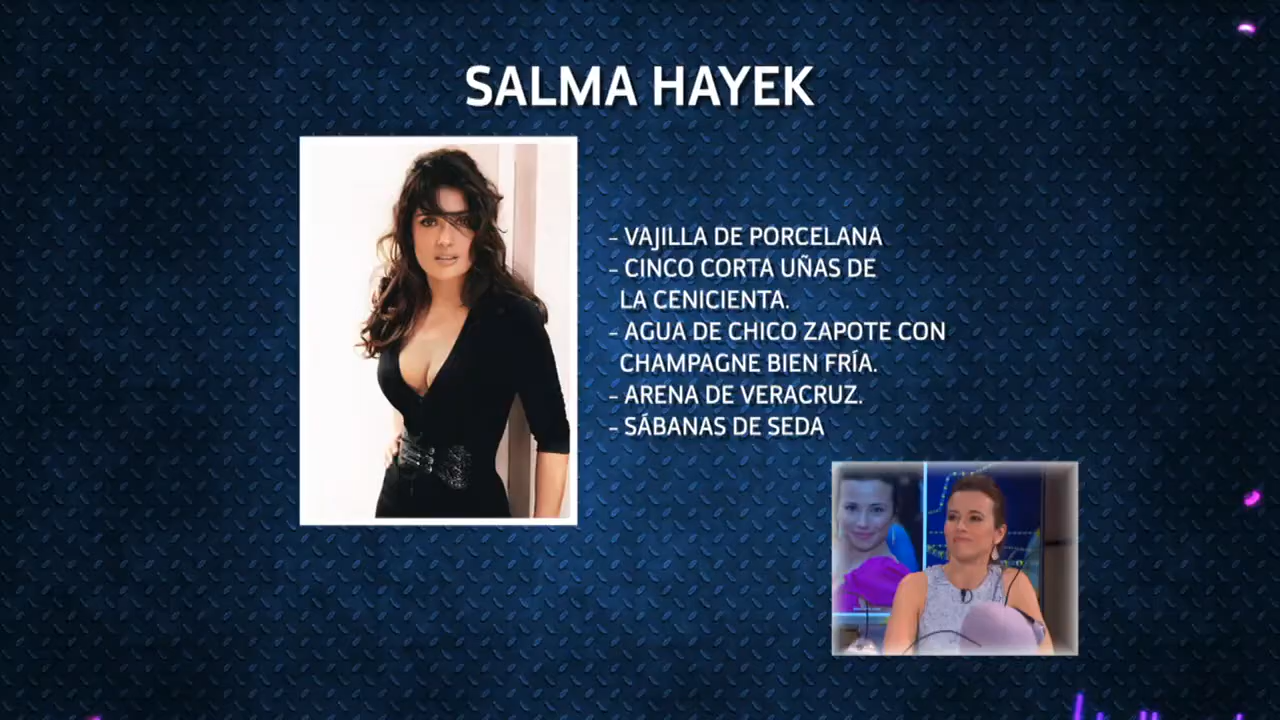 SALMA HAYEK
- VAJILLA DE PORCELANA
- CINCO CORTA UÑAS DE
LA CENICIENTA.
- AGUA DE CHICO ZAPOTE CON
CHAMPAGNE BIEN FRÍA.
- ARENA DE VERACRUZ.
- SÁBANAS DE SEDA